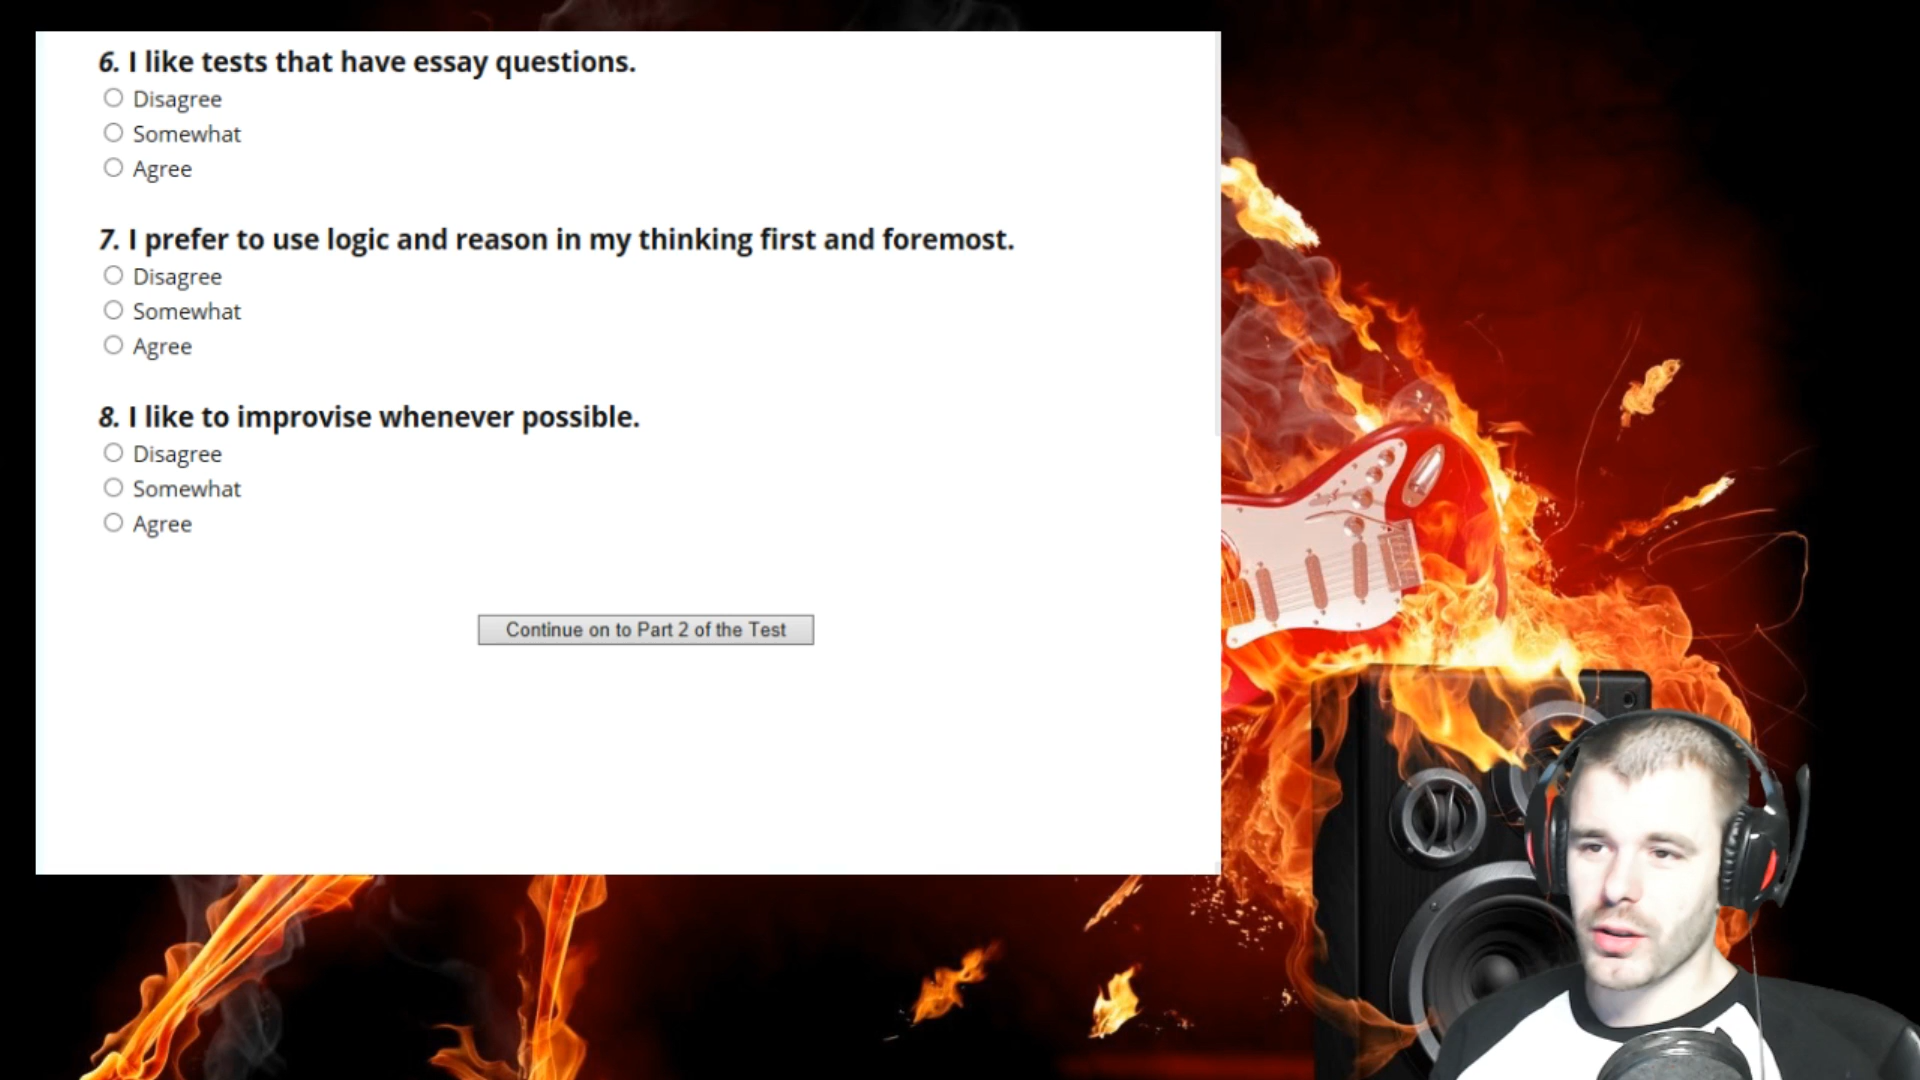 6. I like tests that have essay questions.
Disagree
Somewhat
Agree
7. I prefer to use logic and reason in my thinking first and foremost.
Disagree
Somewhat
Agree
8. I like to improvise whenever possible.
Disagree
Somewhat
Agree
Continue on to Part 2 of the Test